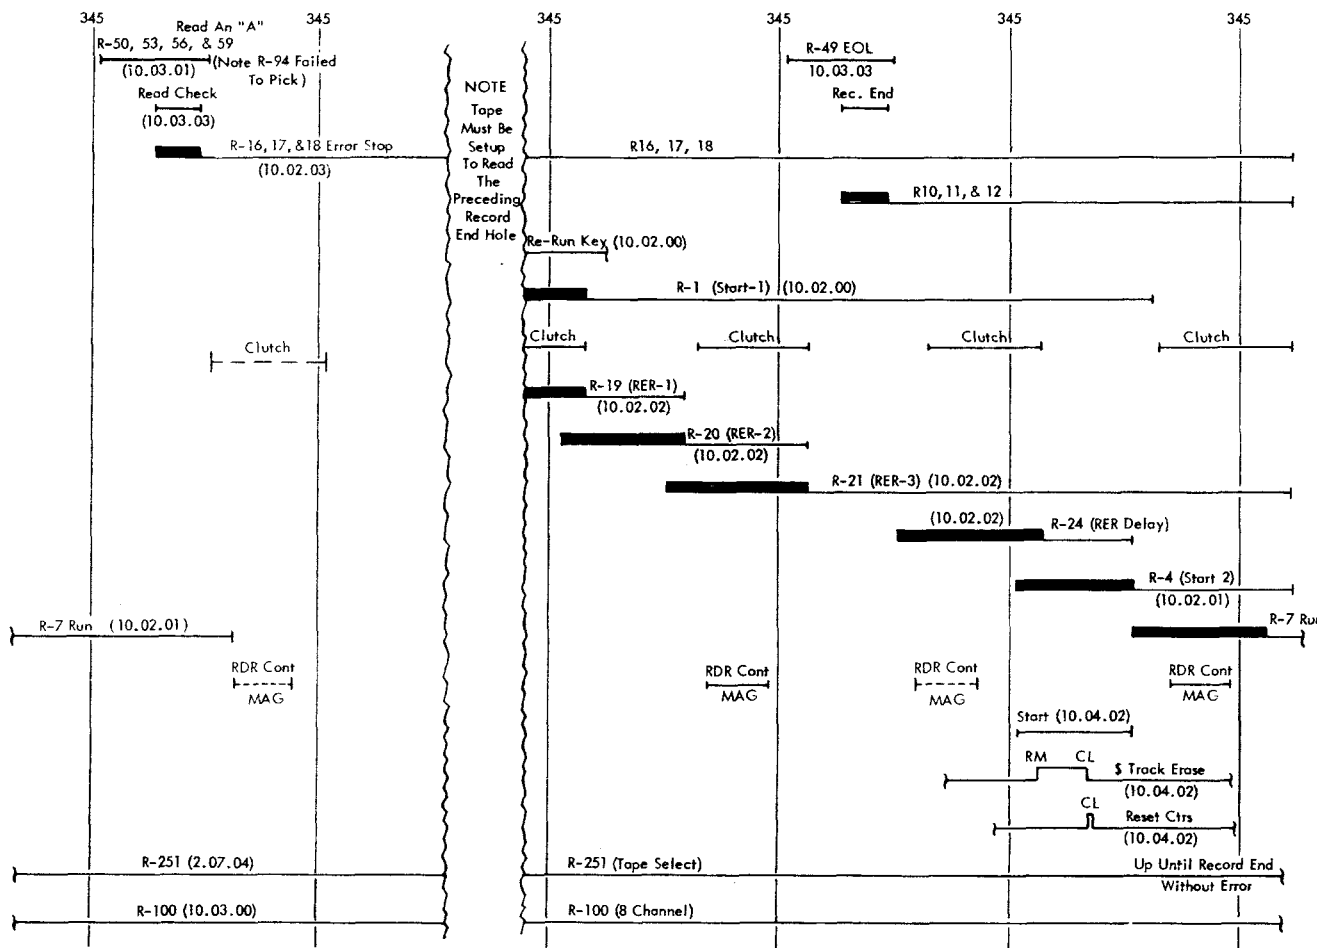 345
345
345
345
345
345
Read An "A"
R-50, 53, 56, & 59
(10.03.01)
(Note R-94 Failed
To Pick)
Read Check
(10.03.03)
R-16, 17, &18 Error Stop
(10.02.03)
NOTE
Tape
Must Be
Setup
To Read
The
Preceding
Record
End Hole
R-49 EOL
10.03.03
Rec. End
R16, 17, 18
R10, 11, & 12
Re-Run Key (10.02.00)
R-1 (Start-1) (10.02.00)
Clutch
Clutch
Clutch
Clutch
Clutch
R-19 (RER-1)
(10.02.02)
R-20 (RER-2)
(10.02.02)
R-21 (RER-3) (10.02.02)
(10.02.02)
R-24 (RER Delay)
R-4 (Start 2)
(10.02.01)
R-7 Run (10.02.01)
R-7 Run
RDR Cont
MAG
RDR Cont
MAG
RDR Cont
MAG
RDR Cont
MAG
Start (10.04.02)
RM
CL
$ Track Erase
(10.04.02)
CL
Reset Ctrs
(10.04.02)
R-251 (2.07.04)
R-251 (Tape Select)
Up Until Record End
Without Error
R-100 (10.03.00)
R-100 (8 Channel)